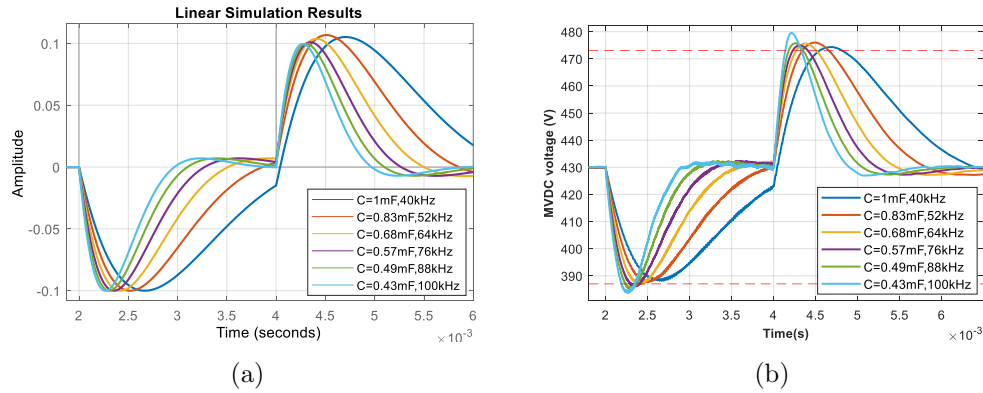 Linear Simulation Results
Amplitude
0.1
0.05
0
-0.05
-0.1
C=1mF,40kHz
C=0.83mF,52kHz
C=0.68mF,64kHz
C=0.57mF,76kHz
C=0.49mF,88kHz
C=0.43mF,100kHz
2 2.5 3 3.5 4 4.5 5 5.5 6
Time (seconds)
×10⁻³
(a)
MVDC voltage (V)
480
470
460
450
440
430
420
410
400
390
C=1mF,40kHz
C=0.83mF,52kHz
C=0.68mF,64kHz
C=0.57mF,76kHz
C=0.49mF,88kHz
C=0.43mF,100kHz
2 2.5 3 3.5 4 4.5 5 5.5 6
Time(s)
×10⁻³
(b)